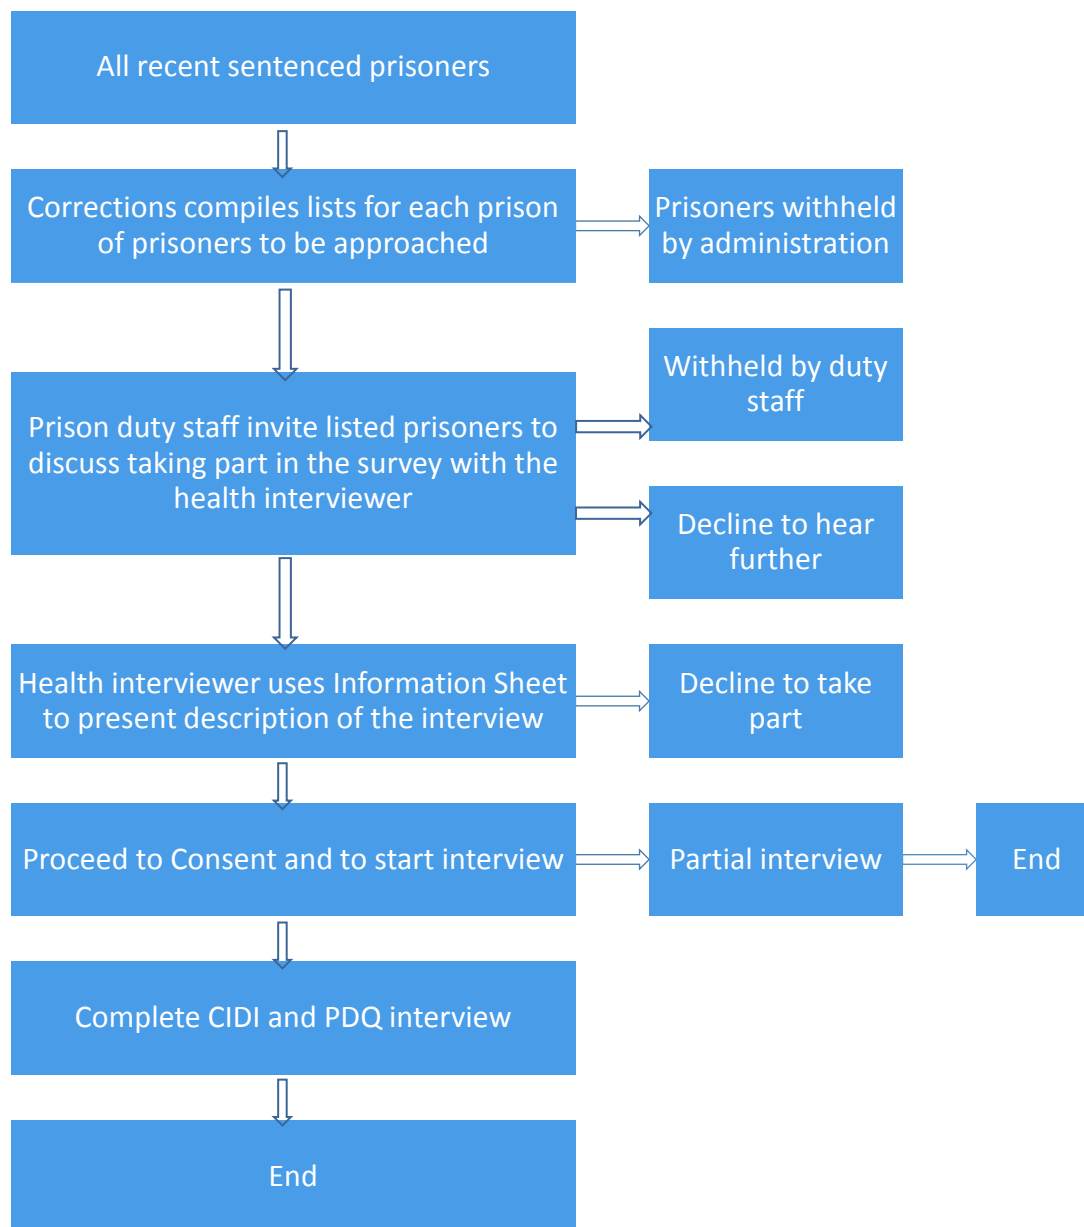 All recent sentenced prisoners
Corrections compiles lists for each prison
of prisoners to be approached
Prisoners withheld
by administration
Withheld by duty
staff
Prison duty staff invite listed prisoners to
discuss taking part in the survey with the
health interviewer
Decline to hear
further
Health interviewer uses Information Sheet
to present description of the interview
Decline to take
part
Proceed to Consent and to start interview
Partial interview
End
Complete CIDI and PDQ interview
End